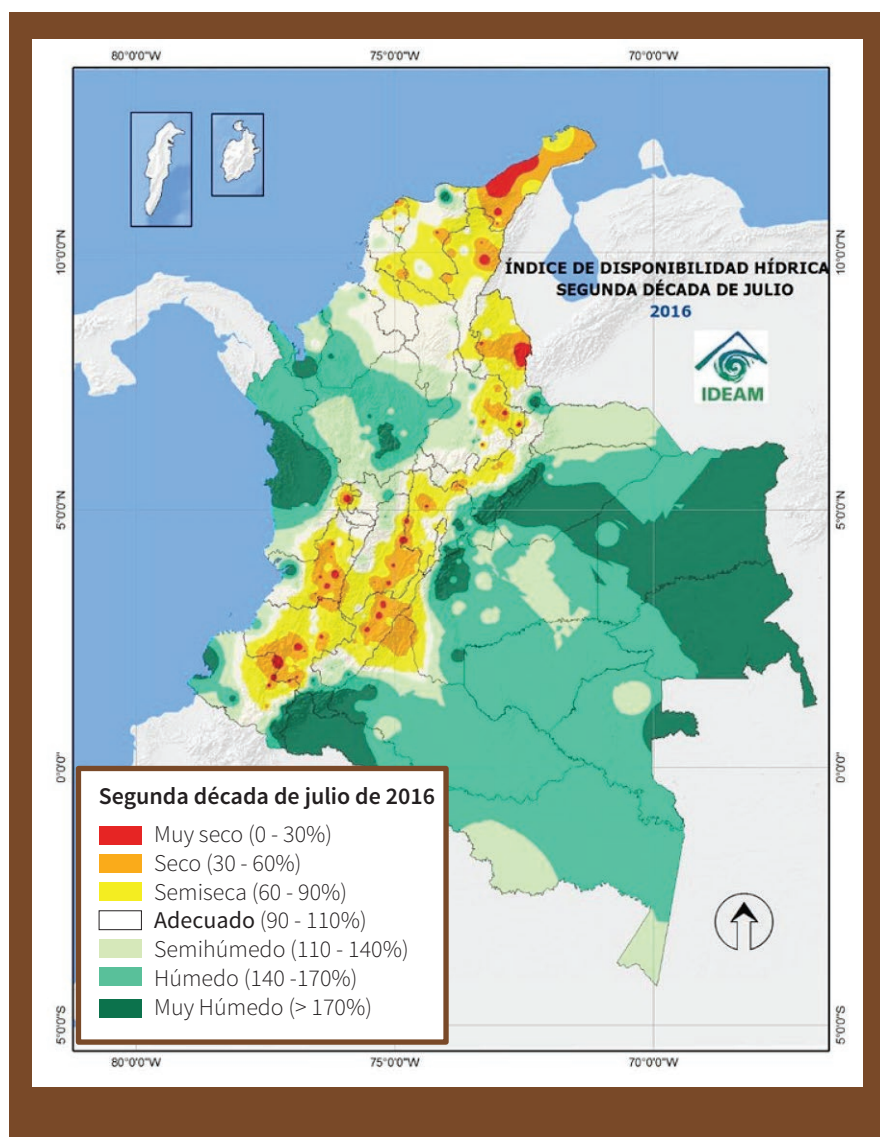 80°0'0"W 75°0'0"W 70°0'0"W
10°0'0"N 10°0'0"N
ÍNDICE DE DISPONIBILIDAD HÍDRICA
SEGUNDA DÉCADA DE JULIO
2016
IDEAM
5°0'0"N 5°0'0"N
0°0'0" 0°0'0"
Segunda década de julio de 2016
Muy seco (0 - 30%)
Seco (30 - 60%)
Semiseca (60 - 90%)
Adecuado (90 - 110%)
Semihúmedo (110 - 140%)
Húmedo (140 -170%)
Muy Húmedo (> 170%)
5°0'0"S 5°0'0"S
80°0'0"W 75°0'0"W 70°0'0"W